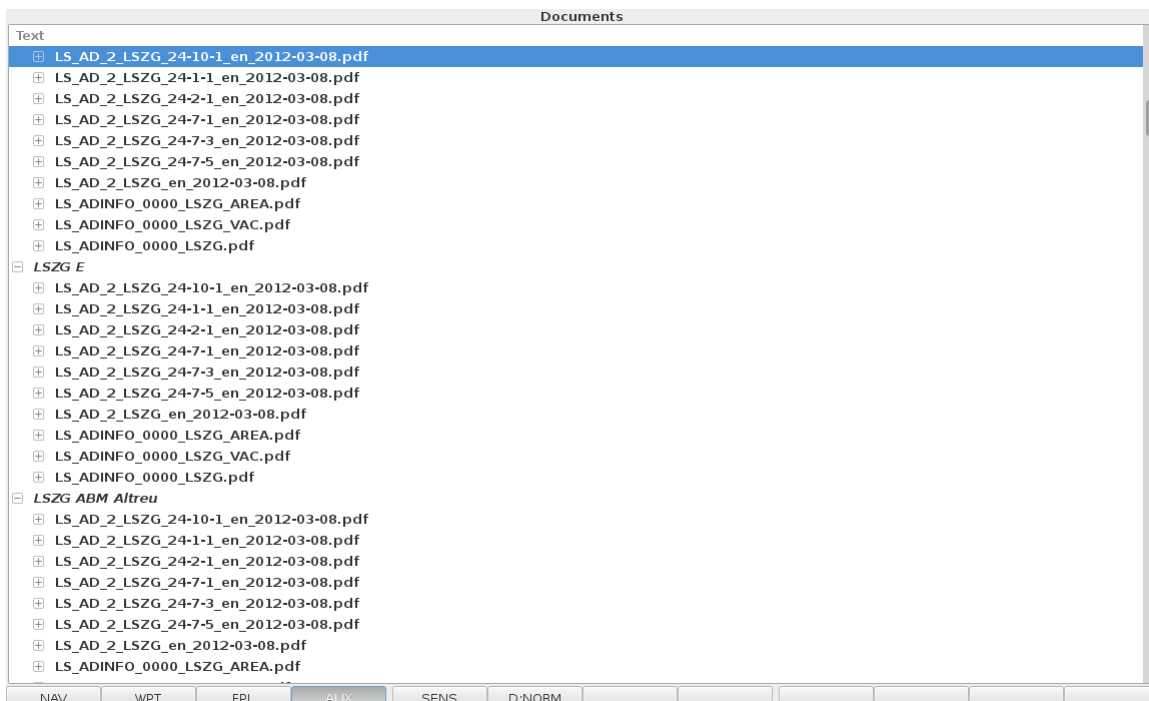 Documents
Text
LS_AD_2_LSZG_24-10-1_en_2012-03-08.pdf
LS_AD_2_LSZG_24-1-1_en_2012-03-08.pdf
LS_AD_2_LSZG_24-2-1_en_2012-03-08.pdf
LS_AD_2_LSZG_24-7-1_en_2012-03-08.pdf
LS_AD_2_LSZG_24-7-3_en_2012-03-08.pdf
LS_AD_2_LSZG_24-7-5_en_2012-03-08.pdf
LS_AD_2_LSZG_en_2012-03-08.pdf
LS_ADINFO_0000_LSZG_AREA.pdf
LS_ADINFO_0000_LSZG_VAC.pdf
LS_ADINFO_0000_LSZG.pdf
LSZG E
LS_AD_2_LSZG_24-10-1_en_2012-03-08.pdf
LS_AD_2_LSZG_24-1-1_en_2012-03-08.pdf
LS_AD_2_LSZG_24-2-1_en_2012-03-08.pdf
LS_AD_2_LSZG_24-7-1_en_2012-03-08.pdf
LS_AD_2_LSZG_24-7-3_en_2012-03-08.pdf
LS_AD_2_LSZG_24-7-5_en_2012-03-08.pdf
LS_AD_2_LSZG_en_2012-03-08.pdf
LS_ADINFO_0000_LSZG_AREA.pdf
LS_ADINFO_0000_LSZG_VAC.pdf
LS_ADINFO_0000_LSZG.pdf
LSZG ABM Altreu
LS_AD_2_LSZG_24-10-1_en_2012-03-08.pdf
LS_AD_2_LSZG_24-1-1_en_2012-03-08.pdf
LS_AD_2_LSZG_24-2-1_en_2012-03-08.pdf
LS_AD_2_LSZG_24-7-1_en_2012-03-08.pdf
LS_AD_2_LSZG_24-7-3_en_2012-03-08.pdf
LS_AD_2_LSZG_24-7-5_en_2012-03-08.pdf
LS_AD_2_LSZG_en_2012-03-08.pdf
LS_ADINFO_0000_LSZG_AREA.pdf
NAV WPT FPL AUX SENS D:NORM